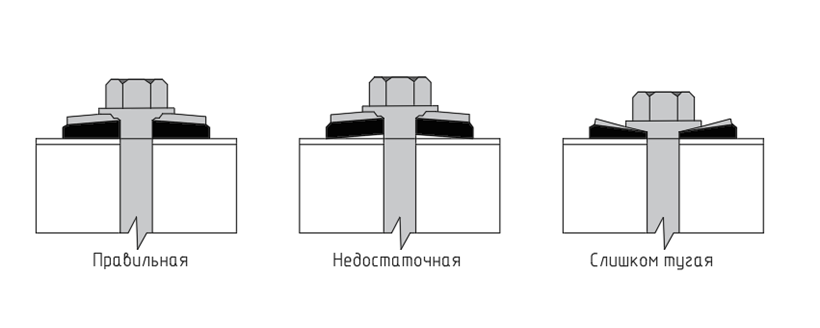 Правильная
Недостаточная
Слишком тугая